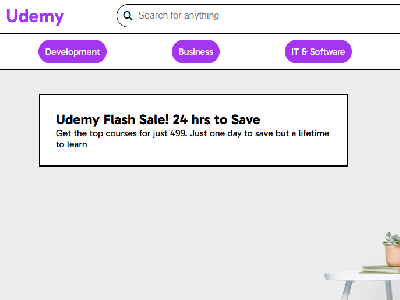 Udemy
Search for anything
Development
Business
IT & Software
Udemy Flash Sale! 24 hrs to Save
Get the top courses for just 499. Just one day to save but a lifetime
to learn